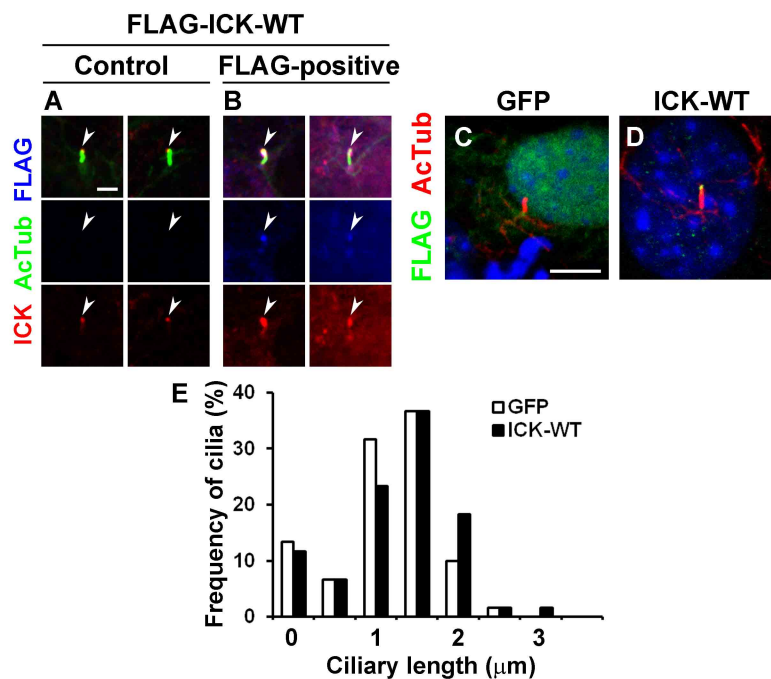 FLAG-ICK-WT
Control
FLAG-positive
A
B
FLAG
AcTub
ICK
GFP
ICK-WT
C
D
FLAG AcTub
E
Frequency of cilia (%)
40
30
20
10
0
GFP
ICK-WT
0 1 2 3
Ciliary length (μm)